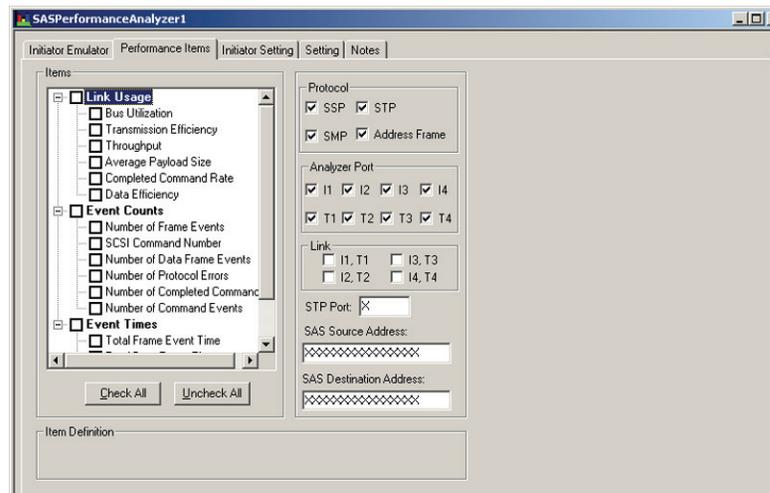 SASPerformanceAnalyzer1
Initiator Emulator Performance Items Initiator Setting Setting Notes
Items
Link Usage
Bus Utilization
Transmission Efficiency
Throughput
Average Payload Size
Completed Command Rate
Data Efficiency
Event Counts
Number of Frame Events
SCSI Command Number
Number of Data Frame Events
Number of Protocol Errors
Number of Completed Command
Number of Command Events
Event Times
Total Frame Event Time
Check All Uncheck All
Protocol
SSP STP
SMP Address Frame
Analyzer Port
I1 I2 I3 I4
T1 T2 T3 T4
Link
I1, T1 I3, T3
I2, T2 I4, T4
STP Port: X
SAS Source Address:
XXXXXXXXXXXXXXXX
SAS Destination Address:
XXXXXXXXXXXXXXXX
Item Definition